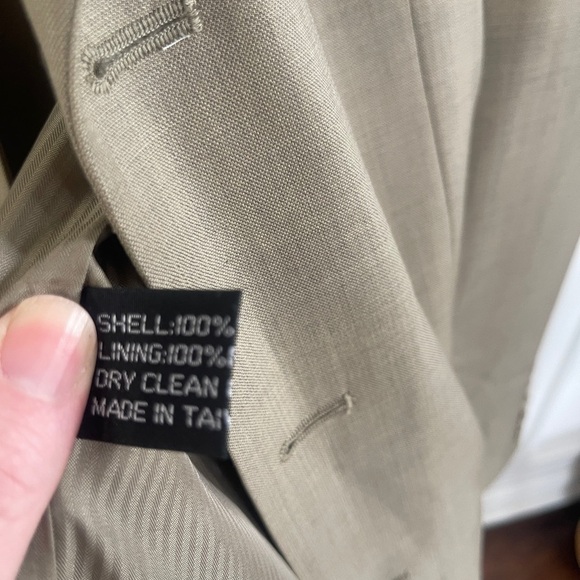 SHELL:100%
LINING:100%
DRY CLEAN
MADE IN TAI